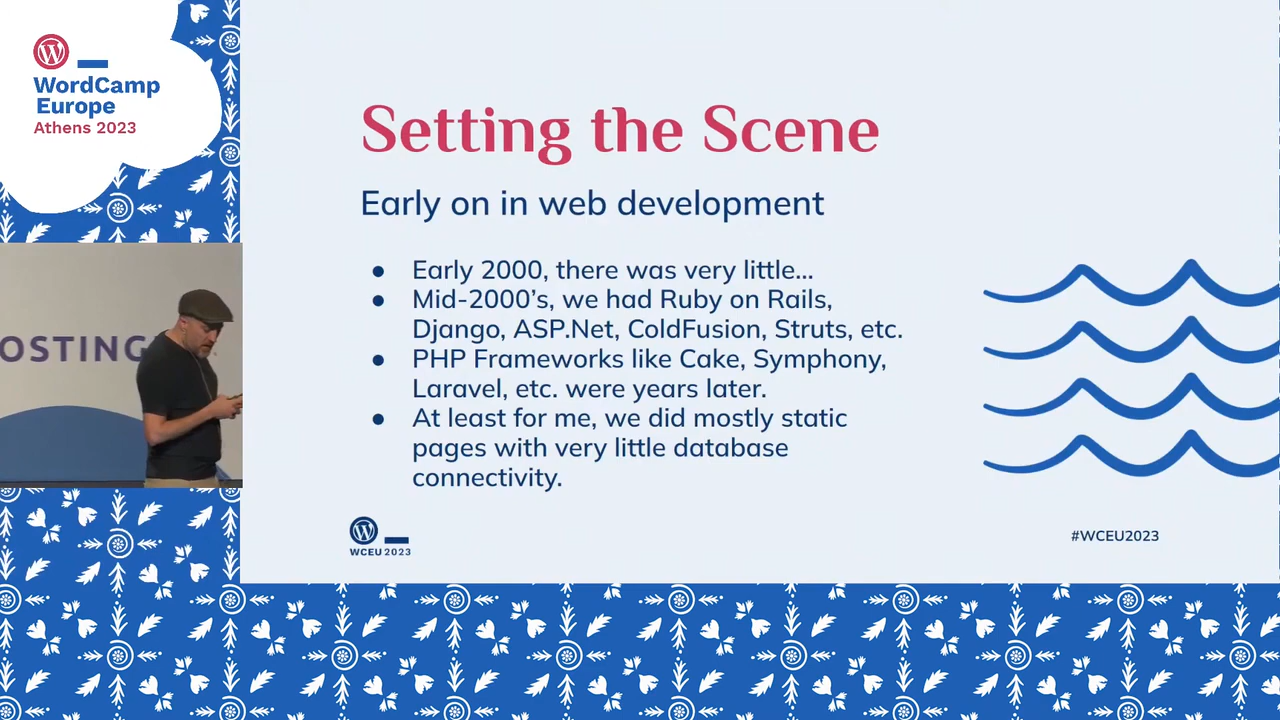 WordCamp
Europe
Athens 2023
OSTING
Setting the Scene
Early on in web development
● Early 2000, there was very little...
● Mid-2000's, we had Ruby on Rails,
Django, ASP.Net, ColdFusion, Struts, etc.
● PHP Frameworks like Cake, Symphony,
Laravel, etc. were years later.
● At least for me, we did mostly static
pages with very little database
connectivity.
WCEU 2023
#WCEU2023